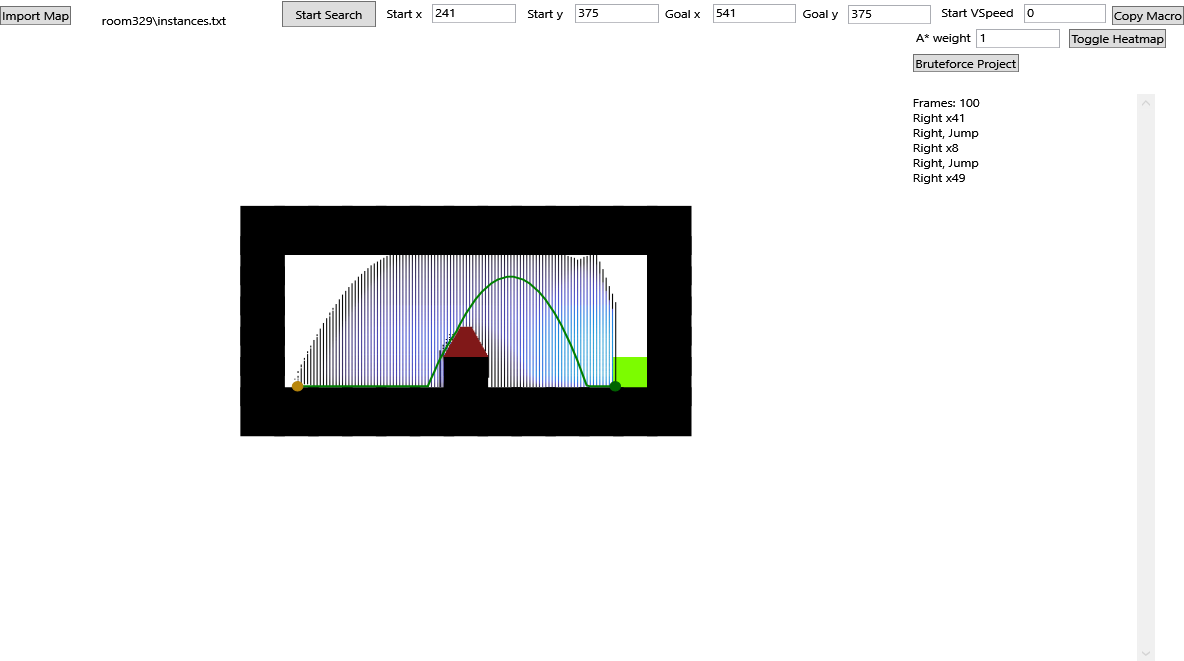 Import Map
room329\instances.txt
Start Search
Start x 241
Start y 375
Goal x 541
Goal y 375
Start VSpeed 0
Copy Macro
A* weight 1
Toggle Heatmap
Bruteforce Project
Frames: 100
Right x41
Right, Jump
Right x8
Right, Jump
Right x49